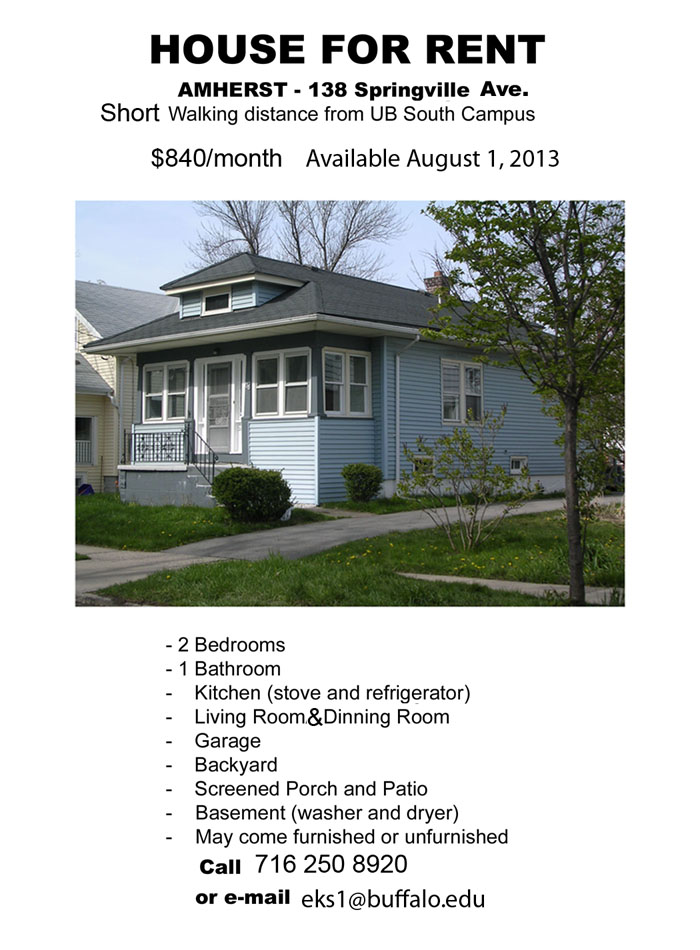 HOUSE FOR RENT
AMHERST - 138 Springville Ave.
Short Walking distance from UB South Campus
$840/month Available August 1, 2013
- 2 Bedrooms
- 1 Bathroom
- Kitchen (stove and refrigerator)
- Living Room&Dinning Room
- Garage
- Backyard
- Screened Porch and Patio
- Basement (washer and dryer)
- May come furnished or unfurnished
Call 716 250 8920
or e-mail eks1@buffalo.edu